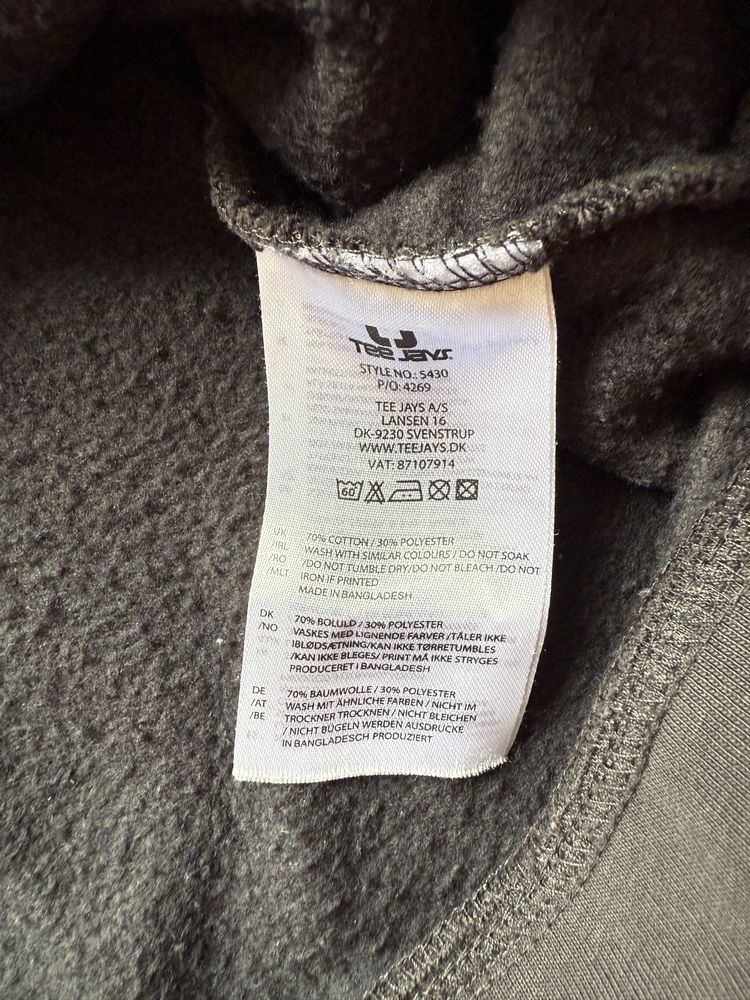 TEE JAYS
STYLE NO.: 5430
P/O: 4269
TEE JAYS A/S
LANSEN 16
DK-9230 SVENSTRUP
WWW.TEEJAYS.DK
VAT: 87107914
60
UK 70% COTTON / 30% POLYESTER
/IRL WASH WITH SIMILAR COLOURS / DO NOT SOAK
/RO /DO NOT TUMBLE DRY/DO NOT BLEACH /DO NOT
/MLT IRON IF PRINTED
MADE IN BANGLADESH
DK 70% BOLULD / 30% POLYESTER
/NO VASKES MED LIGNENDE FARVER /TÅLER IKKE
IBLØDSÆTNING/KAN IKKE TØRRETUMBLES
/KAN IKKE BLEGES/ PRINT MÅ IKKE STRYGES
PRODUCERET I BANGLADESH
DE 70% BAUMWOLLE / 30% POLYESTER
/AT WASH MIT ÄHNLICHE FARBEN / NICHT IM
/BE TROCKNER TROCKNEN / NICHT BLEICHEN
/ NICHT BÜGELN WERDEN AUSDRÜCKE
IN BANGLADESCH PRODUZIERT